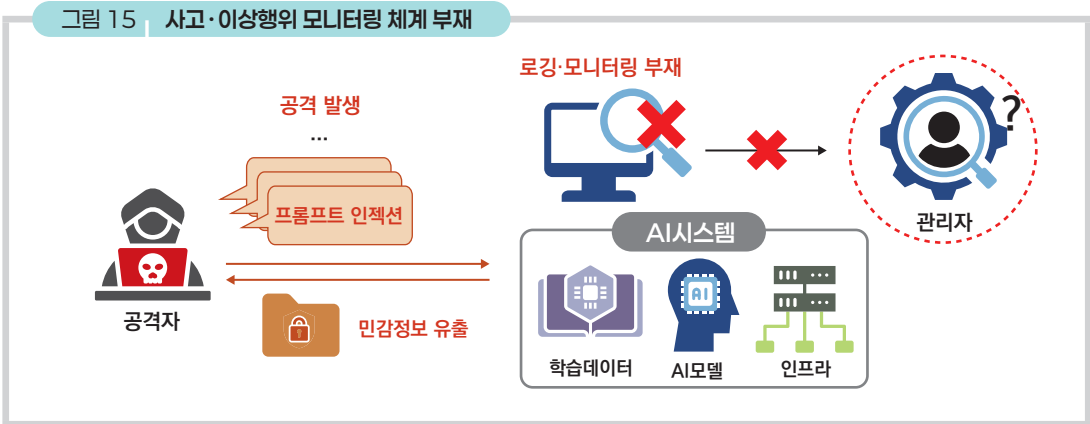 그림 15 사고·이상행위 모니터링 체계 부재
로깅·모니터링 부재
공격 발생
...
프롬프트 인젝션
?
관리자
AI시스템
AI
공격자
민감정보 유출
학습데이터
AI모델
인프라